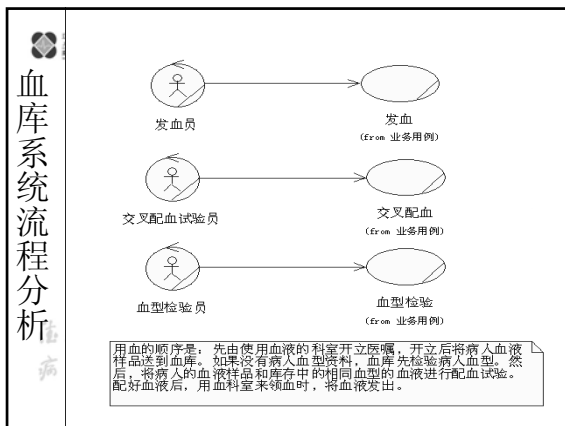 血库系统流程分析
发血员
发血
(from 业务用例)
交叉配血试验员
交叉配血
(from 业务用例)
血型检验员
血型检验
(from 业务用例)
用血的顺序是：先由使用血液的科室开立医嘱，开立后将病人血液
样品送到血库。如果没有病人血型资料，血库先检验病人血型。然
后，将病人的血液样品和库存中的相同血型的血液进行配血试验。
配好血液后，用血科室来领血时，将血液发出。